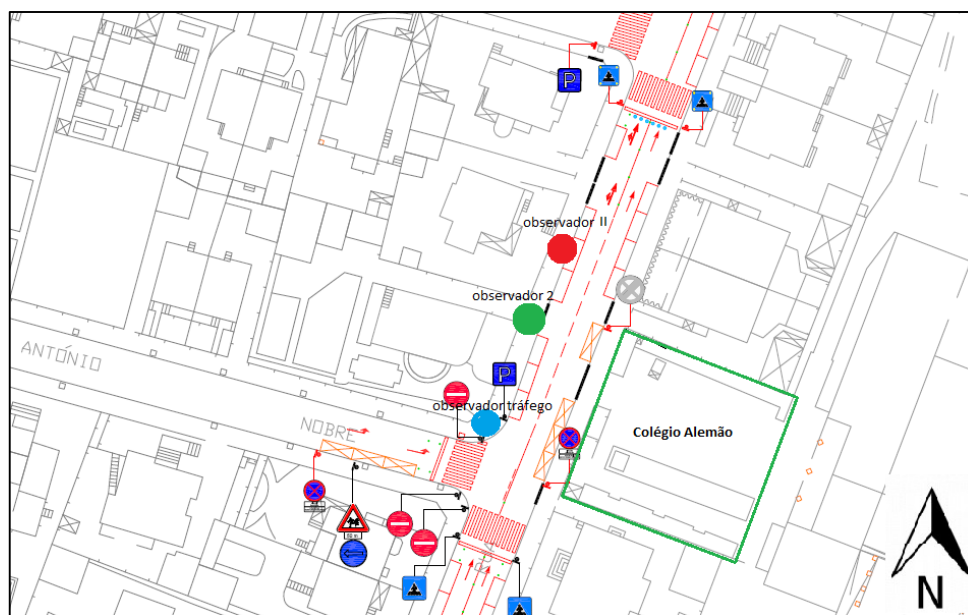 P
observador II
observador 2
ANTÓNIO
P
observador tráfego
NOBRE
Colégio Alemão
N